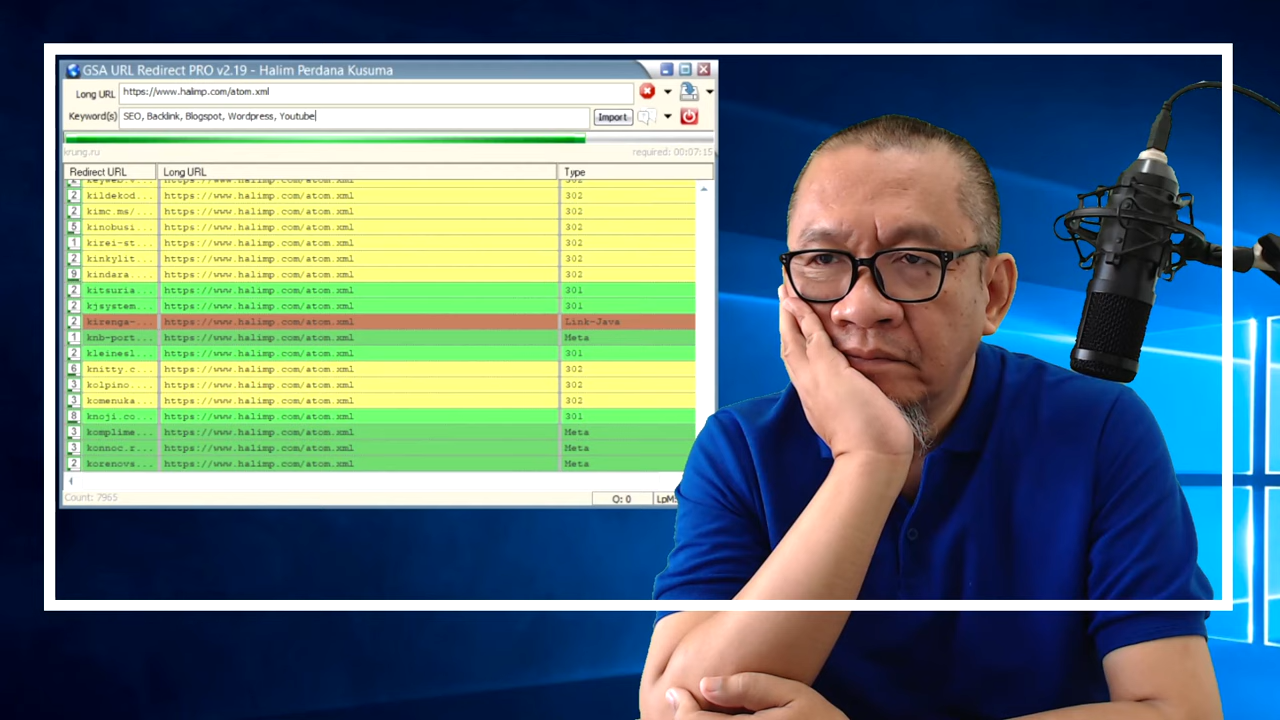 GSA URL Redirect PRO v2.19 - Halim Perdana Kusuma
Long URL https://www.halimp.com/atom.xml
Keyword(s) SEO, Backlink, Blogspot, Wordpress, Youtube Import
krung.ru required: 00:07:15
Redirect URL Long URL Type
2 keyweb.v... https://www.halimp.com/atom.xml 302
2 kildekod... https://www.halimp.com/atom.xml 302
2 kimc.ms/... https://www.halimp.com/atom.xml 302
5 kinobusi... https://www.halimp.com/atom.xml 302
1 kirei-st... https://www.halimp.com/atom.xml 302
2 kinkylit... https://www.halimp.com/atom.xml 302
9 kindara.... https://www.halimp.com/atom.xml 302
2 kitsuria... https://www.halimp.com/atom.xml 301
2 kjsystem... https://www.halimp.com/atom.xml 301
2 kirenga-... https://www.halimp.com/atom.xml Link-Java
1 knb-port... https://www.halimp.com/atom.xml Meta
2 kleinesl... https://www.halimp.com/atom.xml 301
6 knitty.c... https://www.halimp.com/atom.xml 302
3 kolpino.... https://www.halimp.com/atom.xml 302
3 komenuka... https://www.halimp.com/atom.xml 302
8 knoji.co... https://www.halimp.com/atom.xml 301
3 komplime... https://www.halimp.com/atom.xml Meta
3 konnoc.r... https://www.halimp.com/atom.xml Meta
2 korenovs... https://www.halimp.com/atom.xml Meta
Count: 7965 Q: 0 LpM: